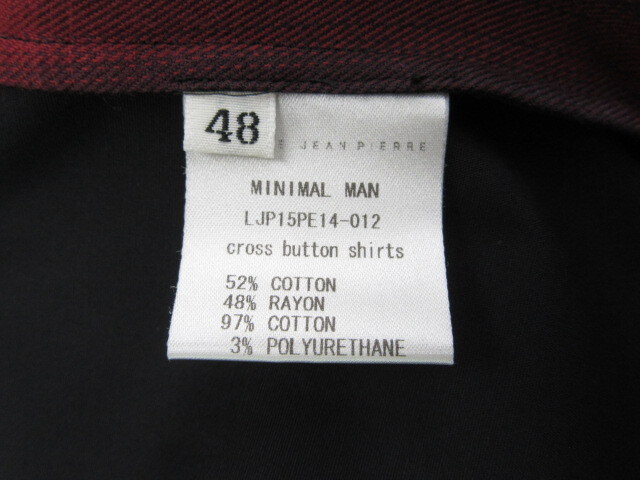 48
E JEAN PIERRE
MINIMAL MAN
LJP15PE14-012
cross button shirts
52% COTTON
48% RAYON
97% COTTON
3% POLYURETHANE